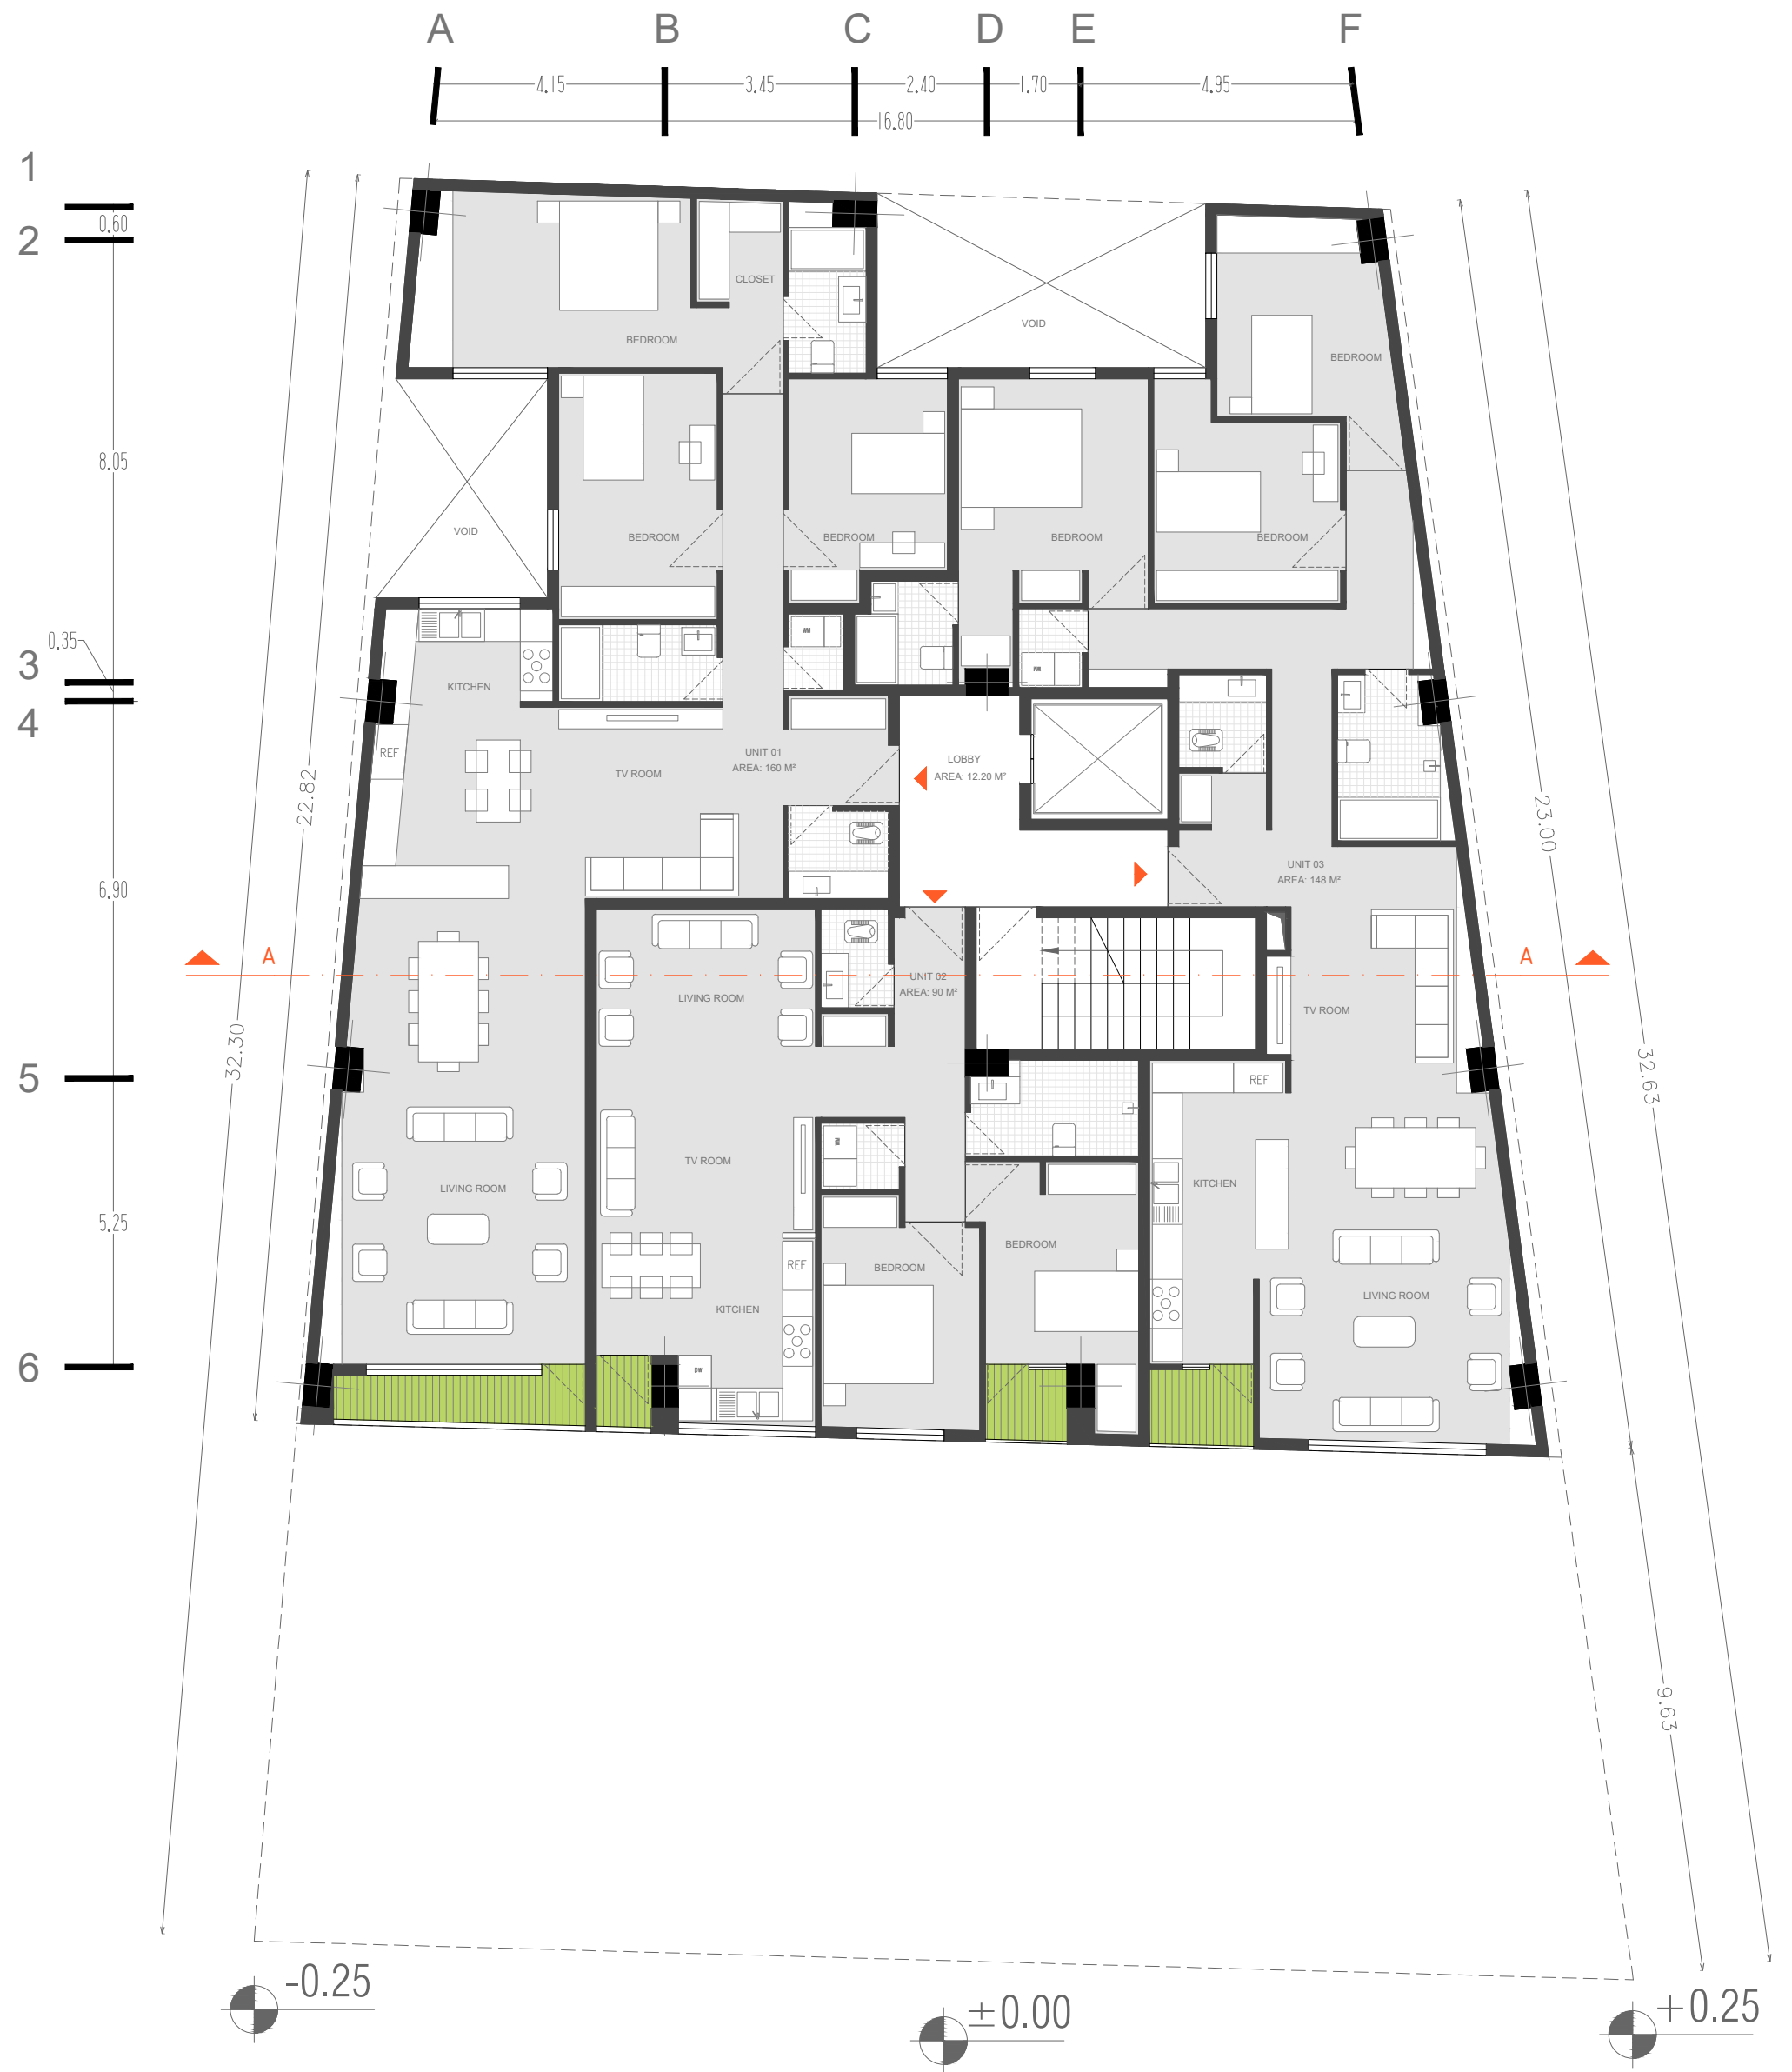 A B C D E F
4.15 3.45 2.40 1.70 4.95
16.80
1
0.60
2
8.05
0.35
3
4
6.90
5
5.25
6
22.82
32.30
23.00
32.63
9.63
CLOSET
BEDROOM
VOID
BEDROOM
VOID
BEDROOM
BEDROOM
BEDROOM
BEDROOM
WM
WM
KITCHEN
REF
TV ROOM
UNIT 01
AREA: 160 M²
LOBBY
AREA: 12.20 M²
UNIT 03
AREA: 148 M²
A
A
LIVING ROOM
UNIT 02
AREA: 90 M²
TV ROOM
REF
WM
TV ROOM
LIVING ROOM
KITCHEN
BEDROOM
BEDROOM
REF
KITCHEN
LIVING ROOM
DW
-0.25
±0.00
+0.25